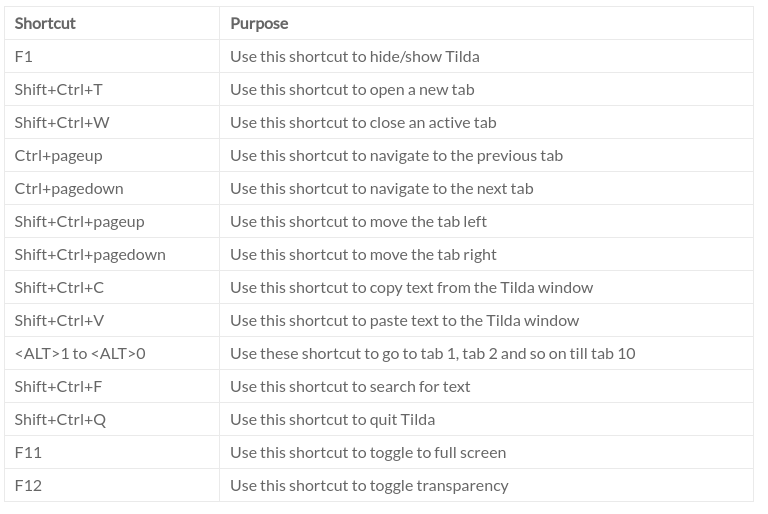 Shortcut Purpose
F1 Use this shortcut to hide/show Tilda
Shift+Ctrl+T Use this shortcut to open a new tab
Shift+Ctrl+W Use this shortcut to close an active tab
Ctrl+pageup Use this shortcut to navigate to the previous tab
Ctrl+pagedown Use this shortcut to navigate to the next tab
Shift+Ctrl+pageup Use this shortcut to move the tab left
Shift+Ctrl+pagedown Use this shortcut to move the tab right
Shift+Ctrl+C Use this shortcut to copy text from the Tilda window
Shift+Ctrl+V Use this shortcut to paste text to the Tilda window
<ALT>1 to <ALT>0 Use these shortcut to go to tab 1, tab 2 and so on till tab 10
Shift+Ctrl+F Use this shortcut to search for text
Shift+Ctrl+Q Use this shortcut to quit Tilda
F11 Use this shortcut to toggle to full screen
F12 Use this shortcut to toggle transparency